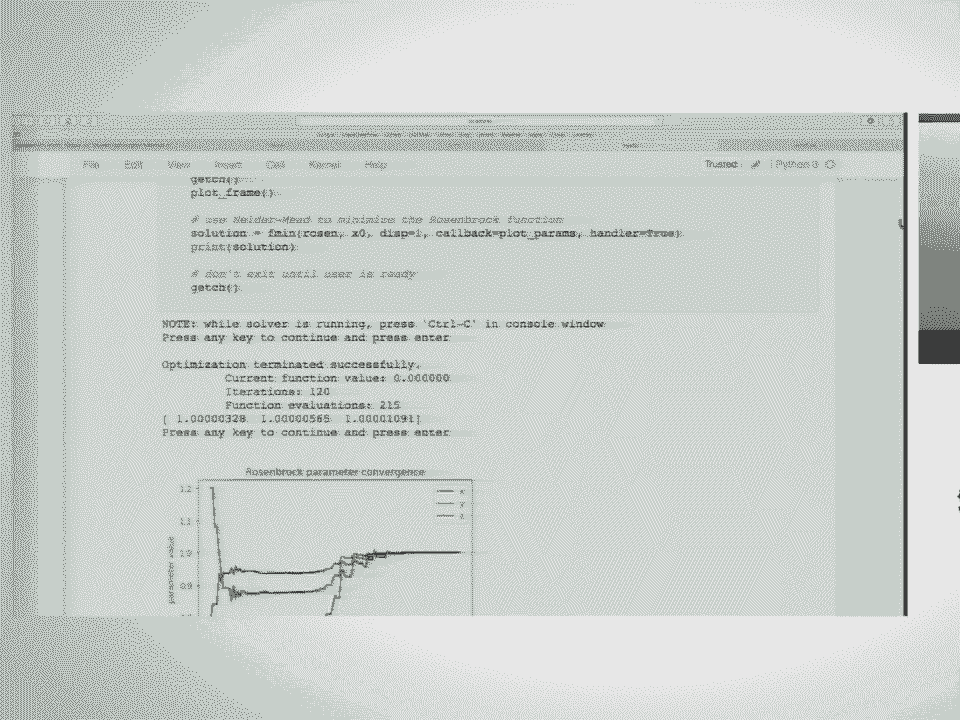 File Edit View Insert Cell Kernel Help Trusted Python 3
getch()
plot_frame()
# use Nelder-Mead to minimize the Rosenbrock function
solution = fmin(rosen, x0, disp=1, callback=plot_params, handler=True)
print(solution)
# don't exit until user is ready
getch()
NOTE: while solver is running, press 'Ctrl-C' in console window
Press any key to continue and press enter
Optimization terminated successfully.
Current function value: 0.000000
Iterations: 120
Function evaluations: 215
[ 1.00000328 1.00000565 1.00001091]
Press any key to continue and press enter
Rosenbrock parameter convergence
1.2
1.1
1.0
0.9
parameter value